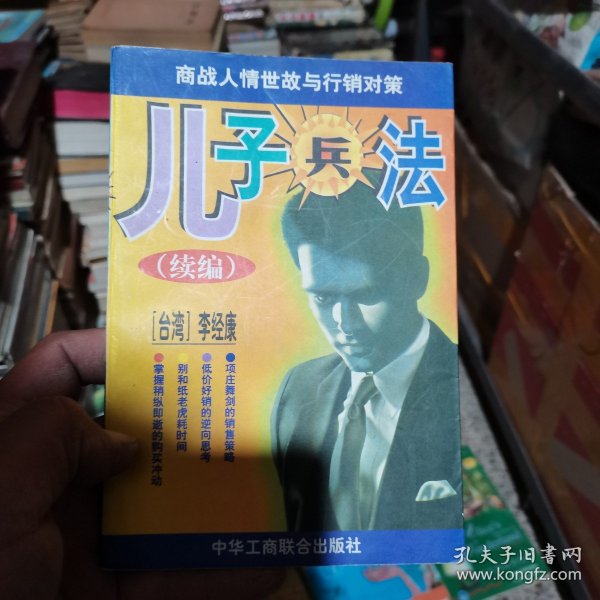 商战人情世故与行销对策
儿子兵法
（续编）
[台湾] 李经康
项庄舞剑的销售策略
低价好销的逆向思考
别和纸老虎耗时间
掌握稍纵即逝的购买冲动
中华工商联合出版社
孔夫子旧书网
www.kongfz.com